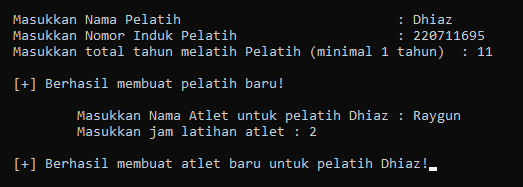 Masukkan Nama Pelatih : Dhiaz
Masukkan Nomor Induk Pelatih : 220711695
Masukkan total tahun melatih Pelatih (minimal 1 tahun) : 11
[+] Berhasil membuat pelatih baru!
Masukkan Nama Atlet untuk pelatih Dhiaz : Raygun
Masukkan jam latihan atlet : 2
[+] Berhasil membuat atlet baru untuk pelatih Dhiaz!